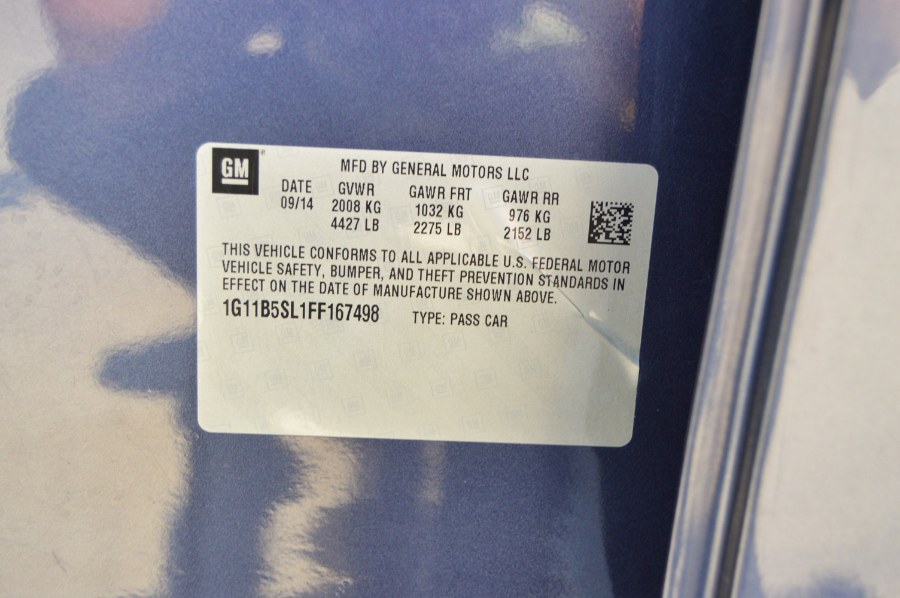 GM
MFD BY GENERAL MOTORS LLC
DATE GVWR GAWR FRT GAWR RR
09/14 2008 KG 1032 KG 976 KG
4427 LB 2275 LB 2152 LB
THIS VEHICLE CONFORMS TO ALL APPLICABLE U.S. FEDERAL MOTOR
VEHICLE SAFETY, BUMPER, AND THEFT PREVENTION STANDARDS IN
EFFECT ON THE DATE OF MANUFACTURE SHOWN ABOVE.
1G11B5SL1FF167498 TYPE: PASS CAR